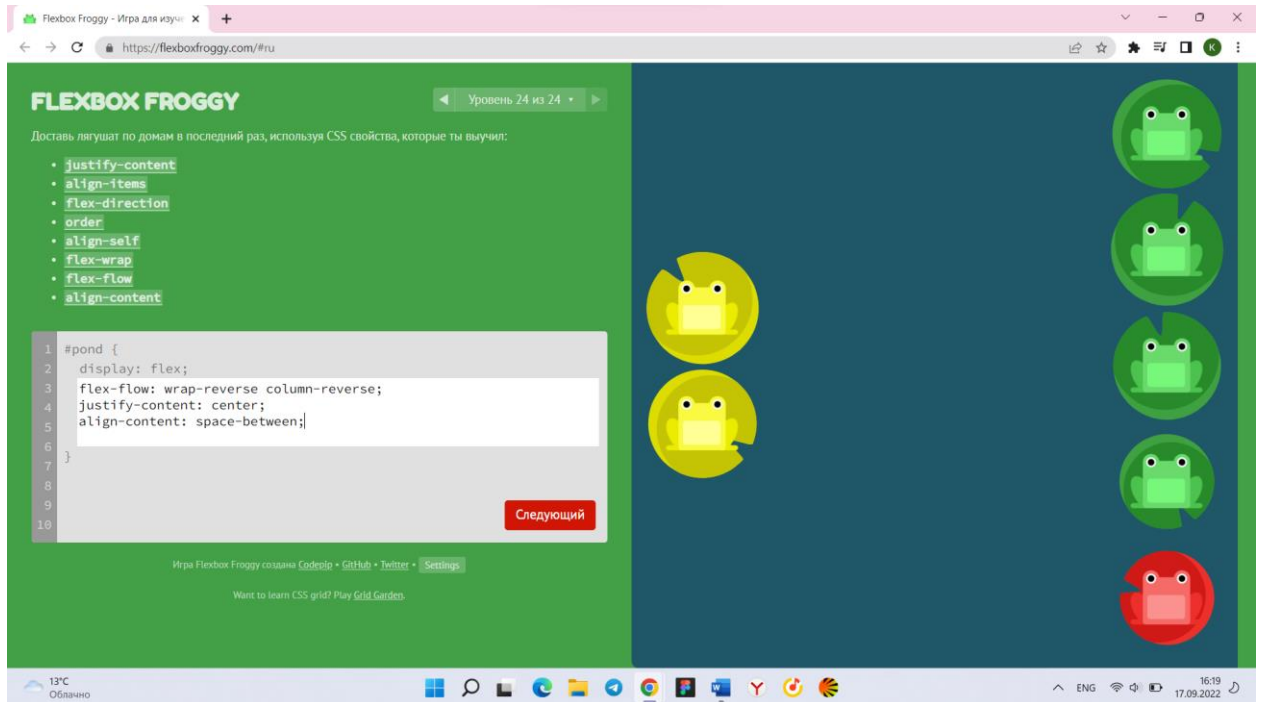 Flexbox Froggy - Игра для изуче
https://flexboxfroggy.com/#ru
K
FLEXBOX FROGGY
Уровень 24 из 24
Доставь лягушат по домам в последний раз, используя CSS свойства, которые ты выучил:
• justify-content
• align-items
• flex-direction
• order
• align-self
• flex-wrap
• flex-flow
• align-content
1 #pond {
2 display: flex;
3 flex-flow: wrap-reverse column-reverse;
4 justify-content: center;
5 align-content: space-between;
6
7 }
8
9
10
Следующий
Игра Flexbox Froggy создана Codepip • GitHub • Twitter • Settings
Want to learn CSS grid? Play Grid Garden.
13°C
Облачно
ENG
16:19
17.09.2022